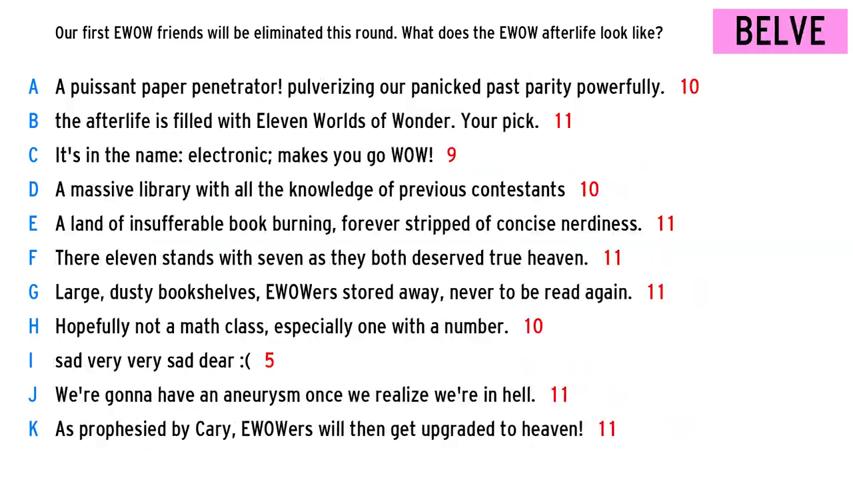 Our first EWOW friends will be eliminated this round. What does the EWOW afterlife look like?
BELVE
A A puissant paper penetrator! pulverizing our panicked past parity powerfully. 10
B the afterlife is filled with Eleven Worlds of Wonder. Your pick. 11
C It's in the name: electronic; makes you go WOW! 9
D A massive library with all the knowledge of previous contestants 10
E A land of insufferable book burning, forever stripped of concise nerdiness. 11
F There eleven stands with seven as they both deserved true heaven. 11
G Large, dusty bookshelves, EWOWers stored away, never to be read again. 11
H Hopefully not a math class, especially one with a number. 10
I sad very very sad dear :( 5
J We're gonna have an aneurysm once we realize we're in hell. 11
K As prophesied by Cary, EWOWers will then get upgraded to heaven! 11